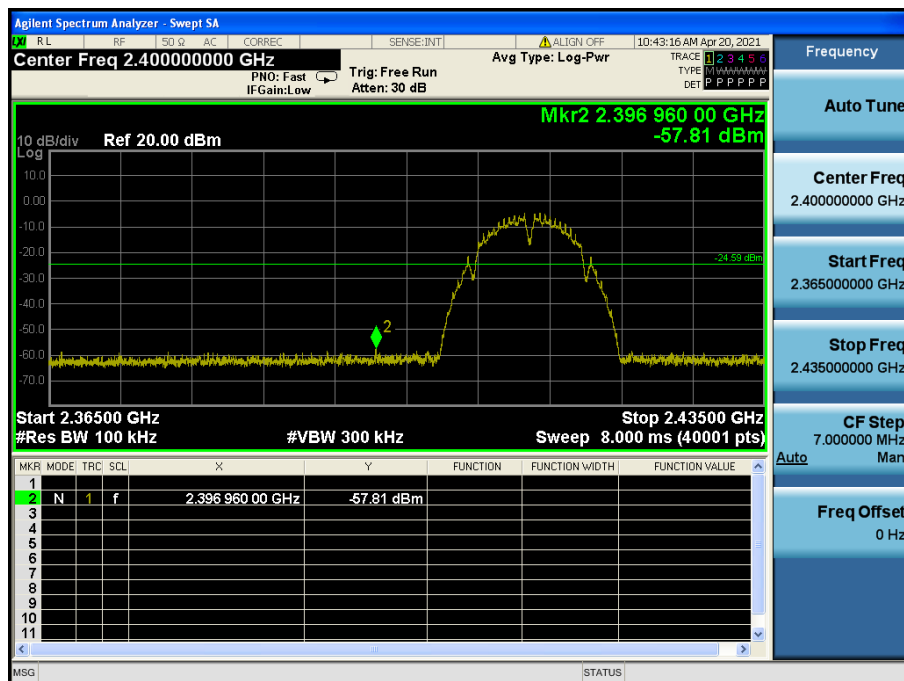 Agilent Spectrum Analyzer - Swept SA
LXI RL RF 50 Ω AC CORREC SENSE:INT ALIGN OFF 10:43:16 AM Apr 20, 2021
Center Freq 2.400000000 GHz
PNO: Fast
IFGain:Low
Trig: Free Run
Atten: 30 dB
Avg Type: Log-Pwr
TRACE 1 2 3 4 5 6
TYPE M
DET P P P P P P
Mkr2 2.396 960 00 GHz
-57.81 dBm
10 dB/div
Log
Ref 20.00 dBm
10.0
0.00
-10.0
-20.0
-30.0
-40.0
-50.0
-60.0
-70.0
-24.59 dBm
2
Start 2.36500 GHz
Stop 2.43500 GHz
#Res BW 100 kHz
#VBW 300 kHz
Sweep 8.000 ms (40001 pts)
MKR MODE TRC SCL X Y FUNCTION FUNCTION WIDTH FUNCTION VALUE
1
2 N 1 f 2.396 960 00 GHz -57.81 dBm
3
4
5
6
7
8
9
10
11
MSG
STATUS
Frequency
Auto Tune
Center Freq
2.400000000 GHz
Start Freq
2.365000000 GHz
Stop Freq
2.435000000 GHz
CF Step
7.000000 MHz
Auto Man
Freq Offset
0 Hz